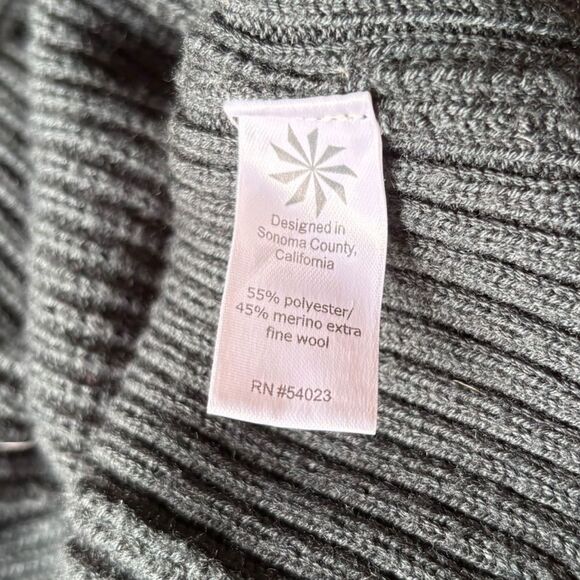 Designed in
Sonoma County,
California
55% polyester/
45% merino extra
fine wool
RN #54023